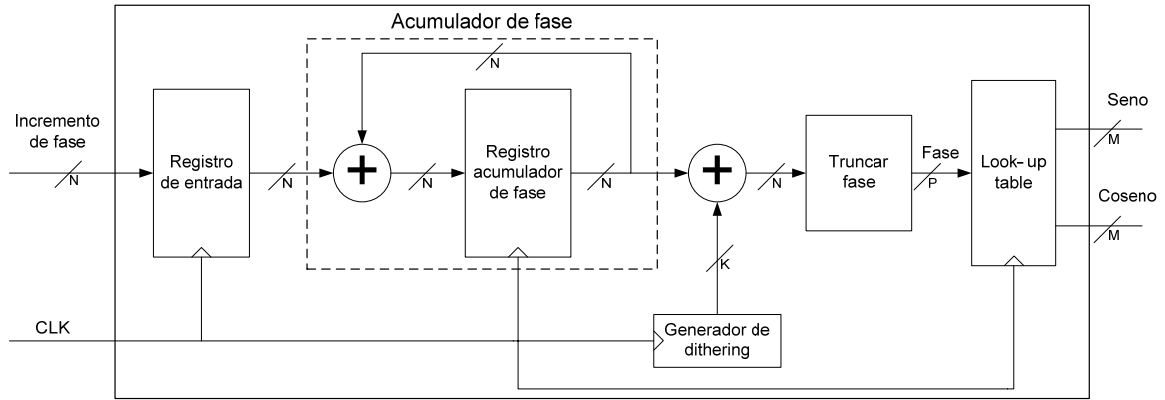 Acumulador de fase
N
Incremento
de fase
N
Registro
de entrada
N
+
N
Registro
acumulador
de fase
N
+
N
Truncar
fase
Fase
P
Look-up
table
Seno
M
Coseno
M
K
CLK
Generador de
dithering